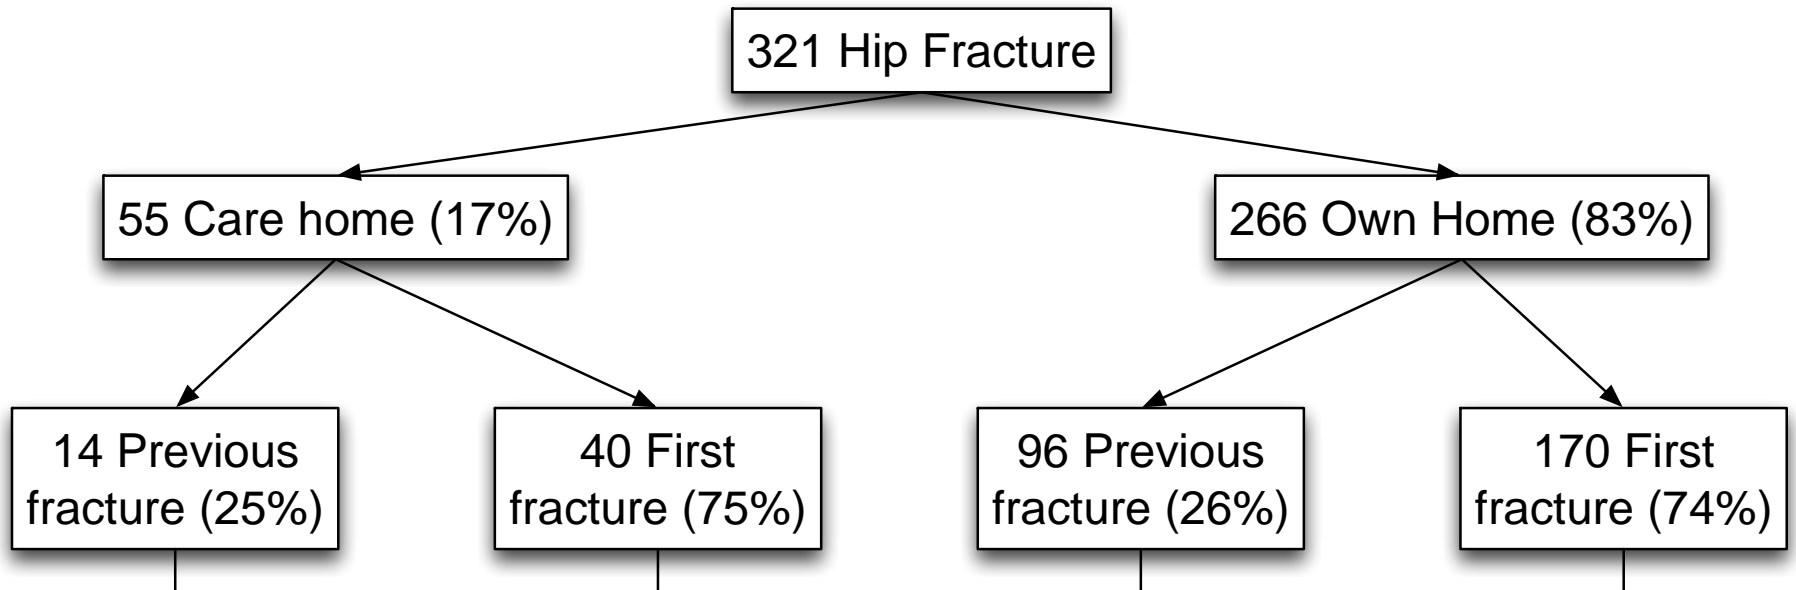 321 Hip Fracture
55 Care home (17%)
266 Own Home (83%)
14 Previous
fracture (25%)
40 First
fracture (75%)
96 Previous
fracture (26%)
170 First
fracture (74%)